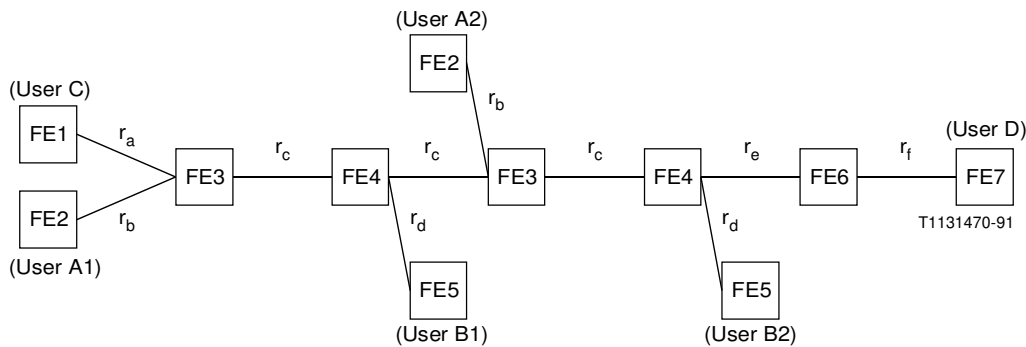 (User A2)
FE2
(User C)
FE1
r_b
(User D)
r_a
r_c
r_c
r_c
r_e
r_f
FE3
FE4
FE3
FE4
FE6
FE7
FE2
r_b
r_d
r_d
T1131470-91
(User A1)
FE5
FE5
(User B1)
(User B2)